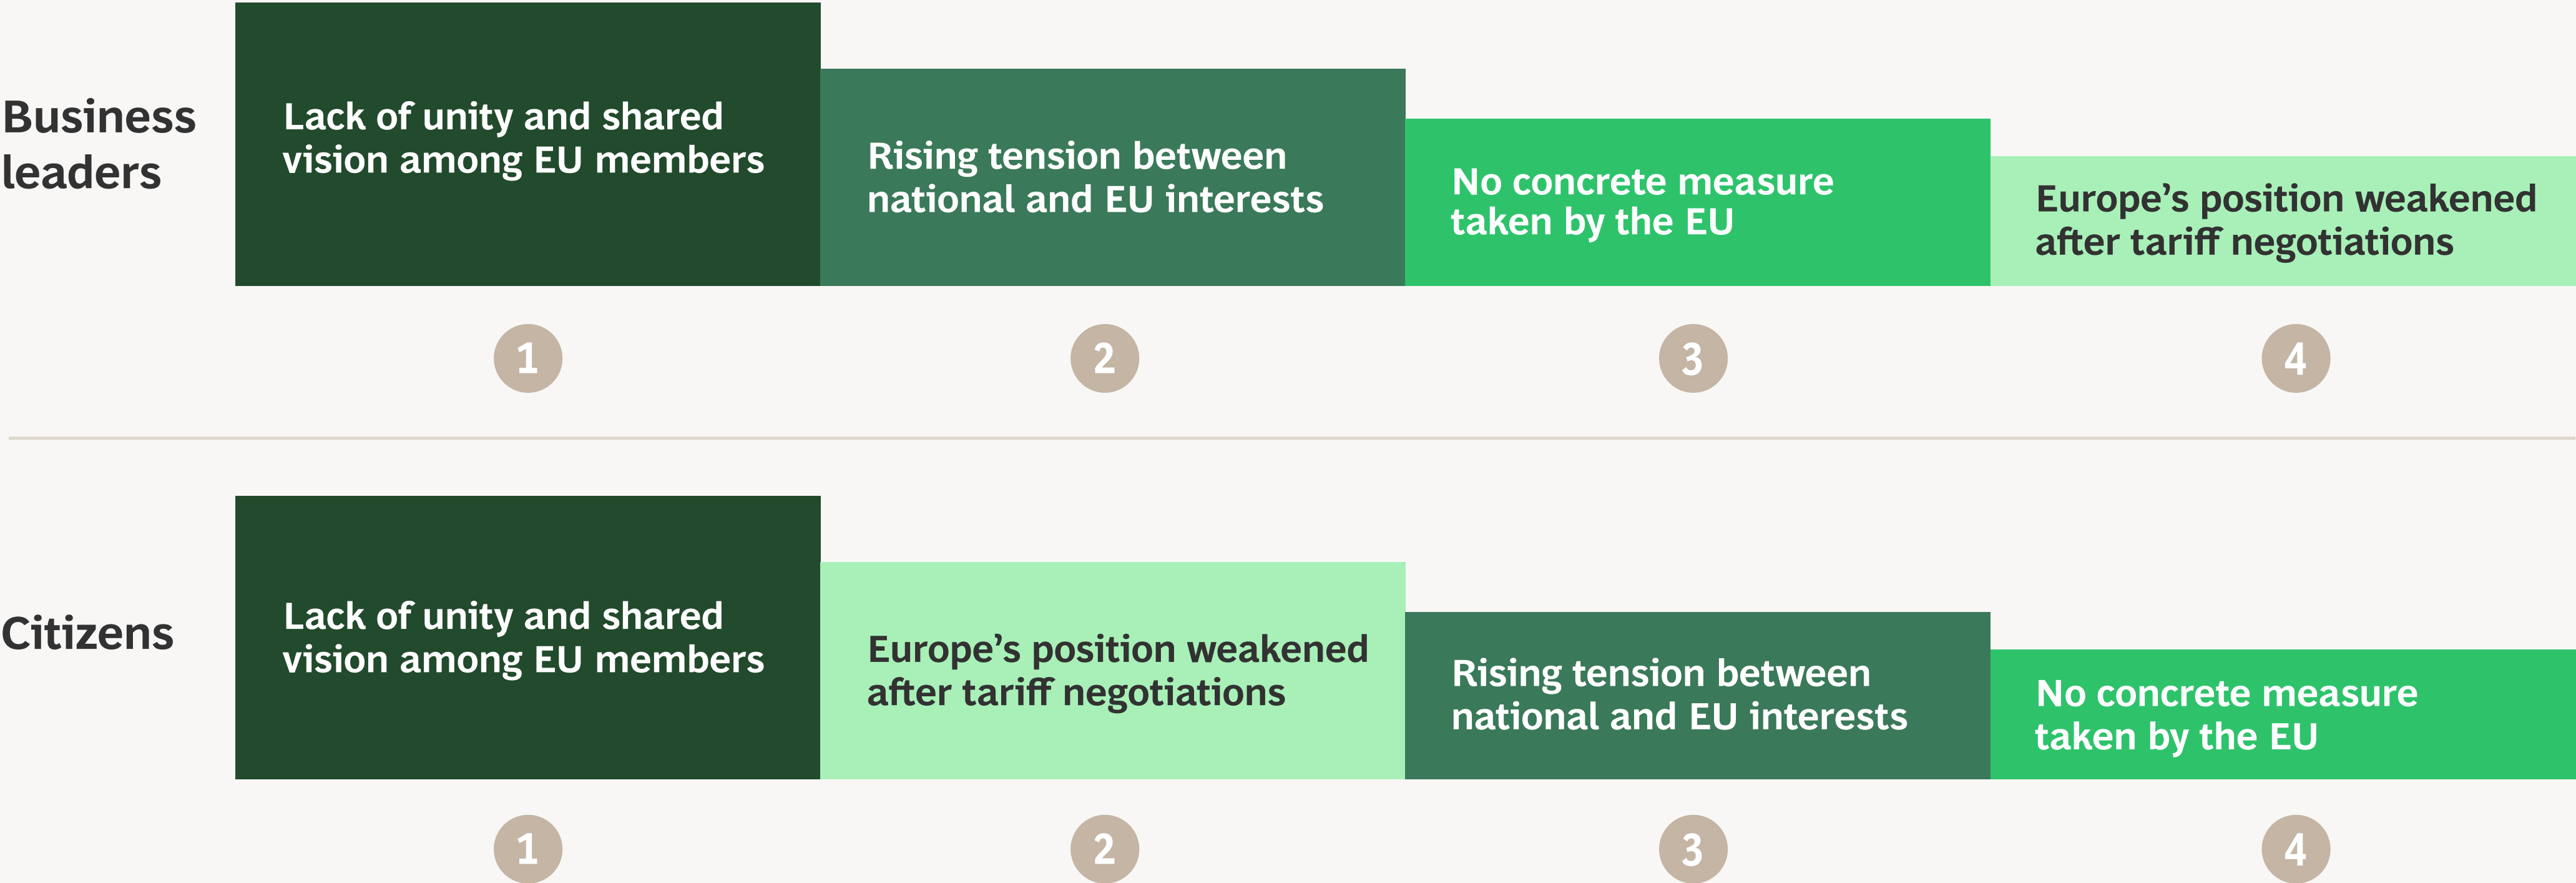 Business
leaders
Lack of unity and shared
vision among EU members
Rising tension between
national and EU interests
No concrete measure
taken by the EU
Europe’s position weakened
after tariff negotiations
1
2
3
4
Citizens
Lack of unity and shared
vision among EU members
Europe’s position weakened
after tariff negotiations
Rising tension between
national and EU interests
No concrete measure
taken by the EU
1
2
3
4